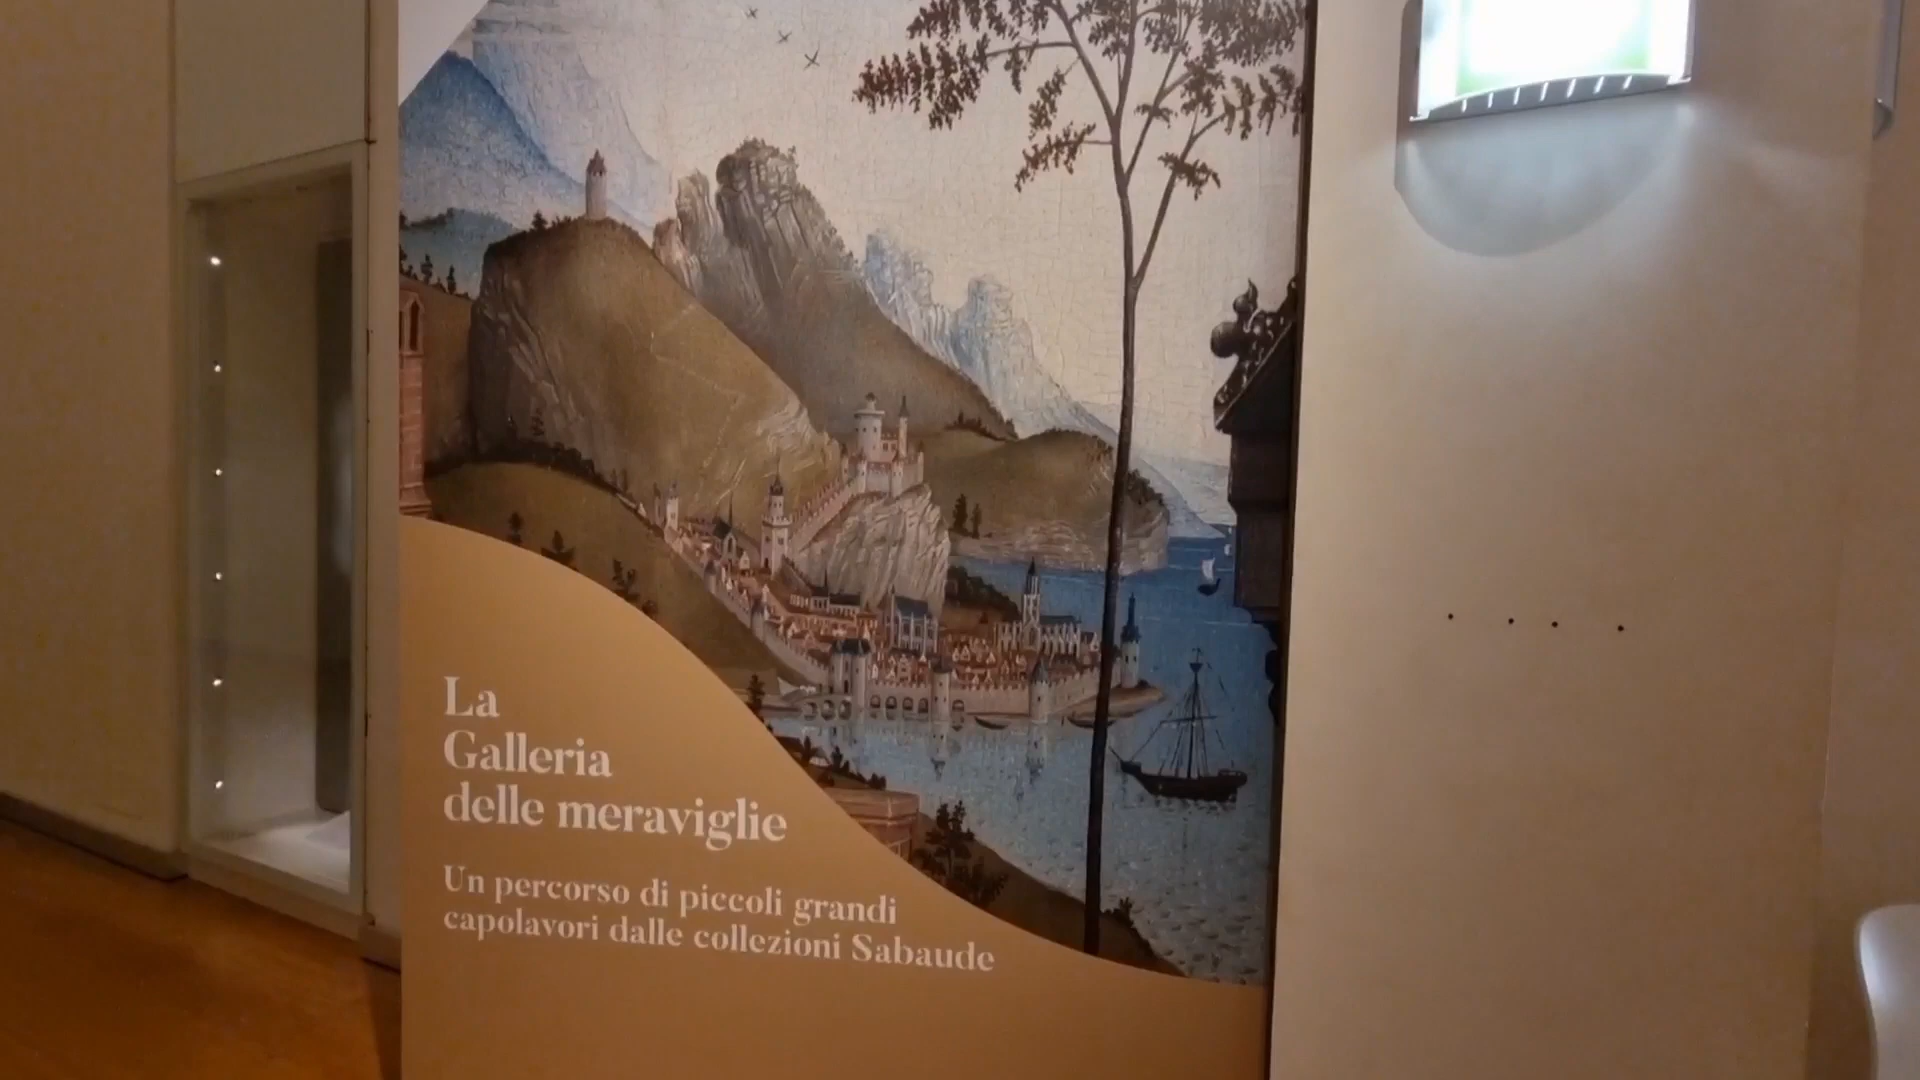 La
Galleria
delle meraviglie
Un percorso di piccoli grandi
capolavori dalle collezioni Sabaude